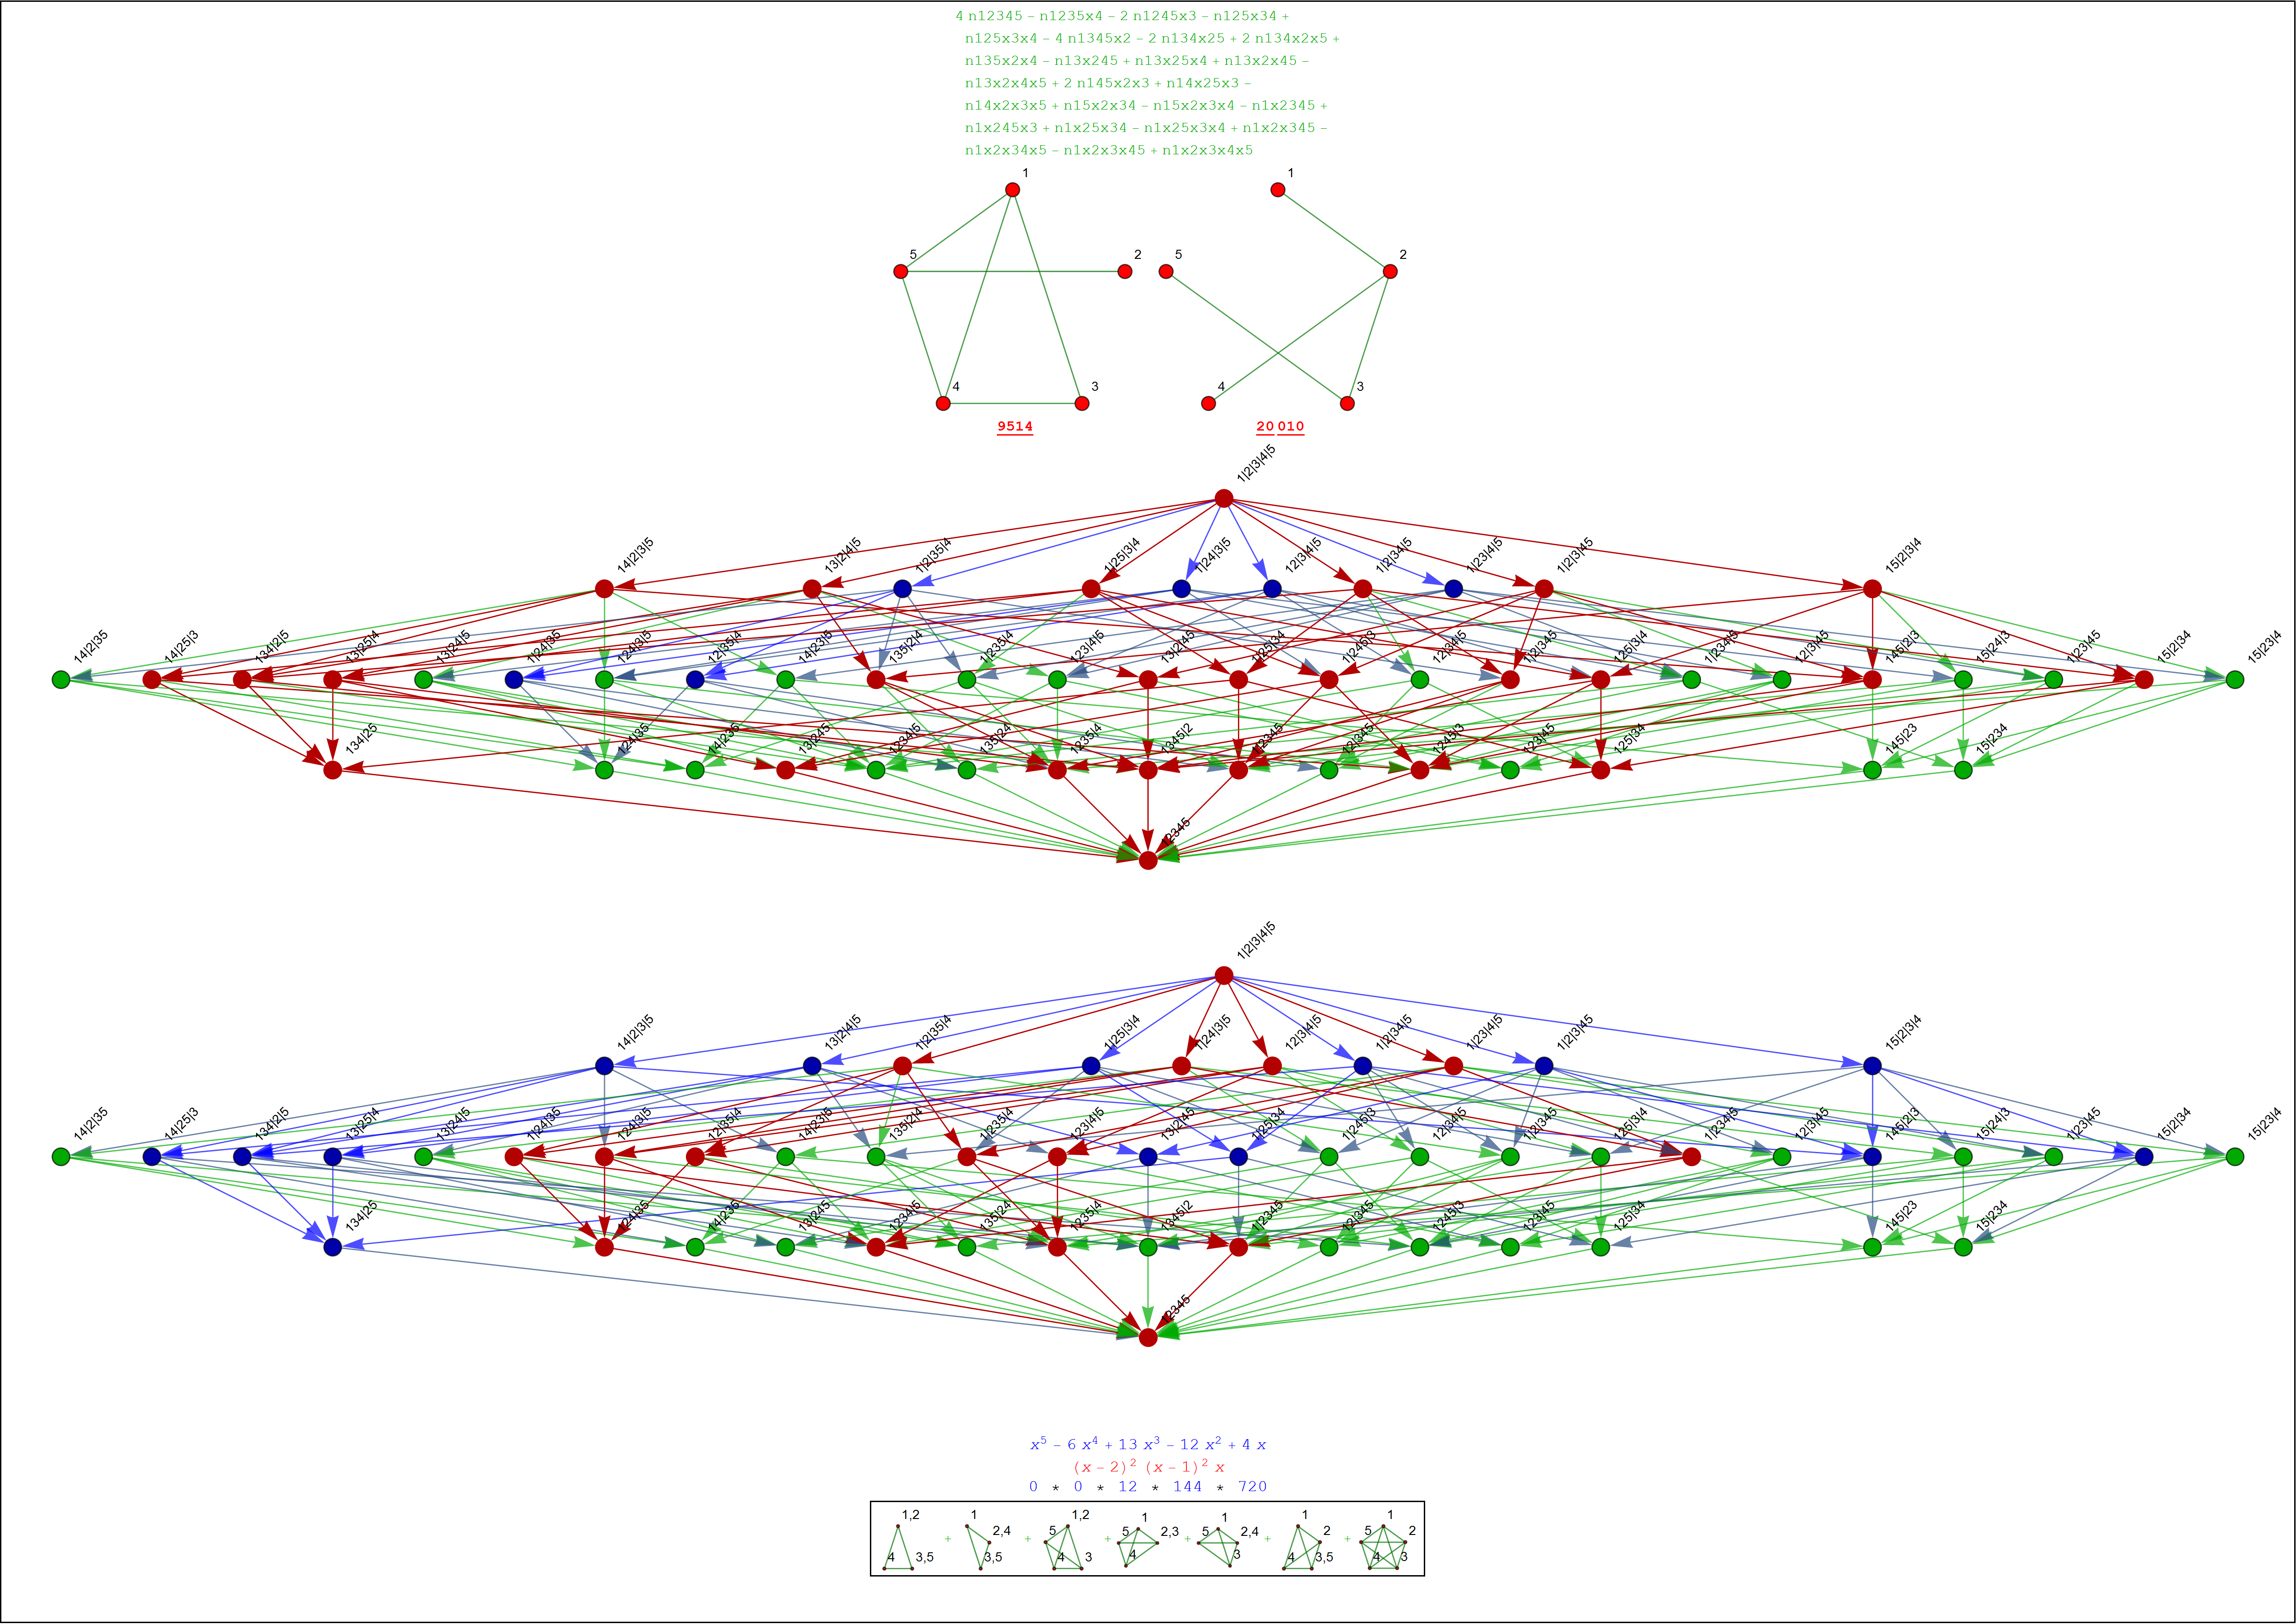 4 n12345 – n1235x4 – 2 n1245x3 – n125x34 +
n125x3x4 – 4 n1345x2 – 2 n134x25 + 2 n134x2x5 +
n135x2x4 – n13x245 + n13x25x4 + n13x2x45 –
n13x2x4x5 + 2 n145x2x3 + n14x25x3 –
n14x2x3x5 + n15x2x34 – n15x2x3x4 – n1x2345 +
n1x245x3 + n1x25x34 – n1x25x3x4 + n1x2x345 –
n1x2x34x5 – n1x2x3x45 + n1x2x3x4x5
1 1
5 2 5 2
4 3 4 3
9514 20 010
1|2|3|4|5
14|2|3|5 13|2|4|5 1|2|35|4 1|25|3|4 1|24|3|5 12|3|4|5 1|2|34|5 1|23|4|5 1|2|3|45 15|2|3|4
14|2|35 14|25|3 134|2|5 13|25|4 13|24|5 1|24|35 124|3|5 12|35|4 14|23|5 135|2|4 1|235|4 123|4|5 13|2|45 1|25|34 1|245|3 12|34|5 1|2|345 125|3|4 1|234|5 12|3|45 145|2|3 15|24|3 1|23|45 15|2|34 15|23|4
134|25 124|35 14|235 13|245 1234|5 135|24 1235|4 1345|2 1|2345 12|345 1245|3 123|45 125|34 145|23 15|234
12345
1|2|3|4|5
14|2|3|5 13|2|4|5 1|2|35|4 1|25|3|4 1|24|3|5 12|3|4|5 1|2|34|5 1|23|4|5 1|2|3|45 15|2|3|4
14|2|35 14|25|3 134|2|5 13|25|4 13|24|5 1|24|35 124|3|5 12|35|4 14|23|5 135|2|4 1|235|4 123|4|5 13|2|45 1|25|34 1|245|3 12|34|5 1|2|345 125|3|4 1|234|5 12|3|45 145|2|3 15|24|3 1|23|45 15|2|34 15|23|4
134|25 124|35 14|235 13|245 1234|5 135|24 1235|4 1345|2 1|2345 12|345 1245|3 123|45 125|34 145|23 15|234
12345
x⁵ – 6 x⁴ + 13 x³ – 12 x² + 4 x
(x – 2)² (x – 1)² x
0 * 0 * 12 * 144 * 720
1,2 1 1,2 1 1 1 1
2,4 5 5 2,3 5 2,4 2 5 2
+ + + + + +
4 3,5 3,5 4 3 4 3 4 3,5 4 3